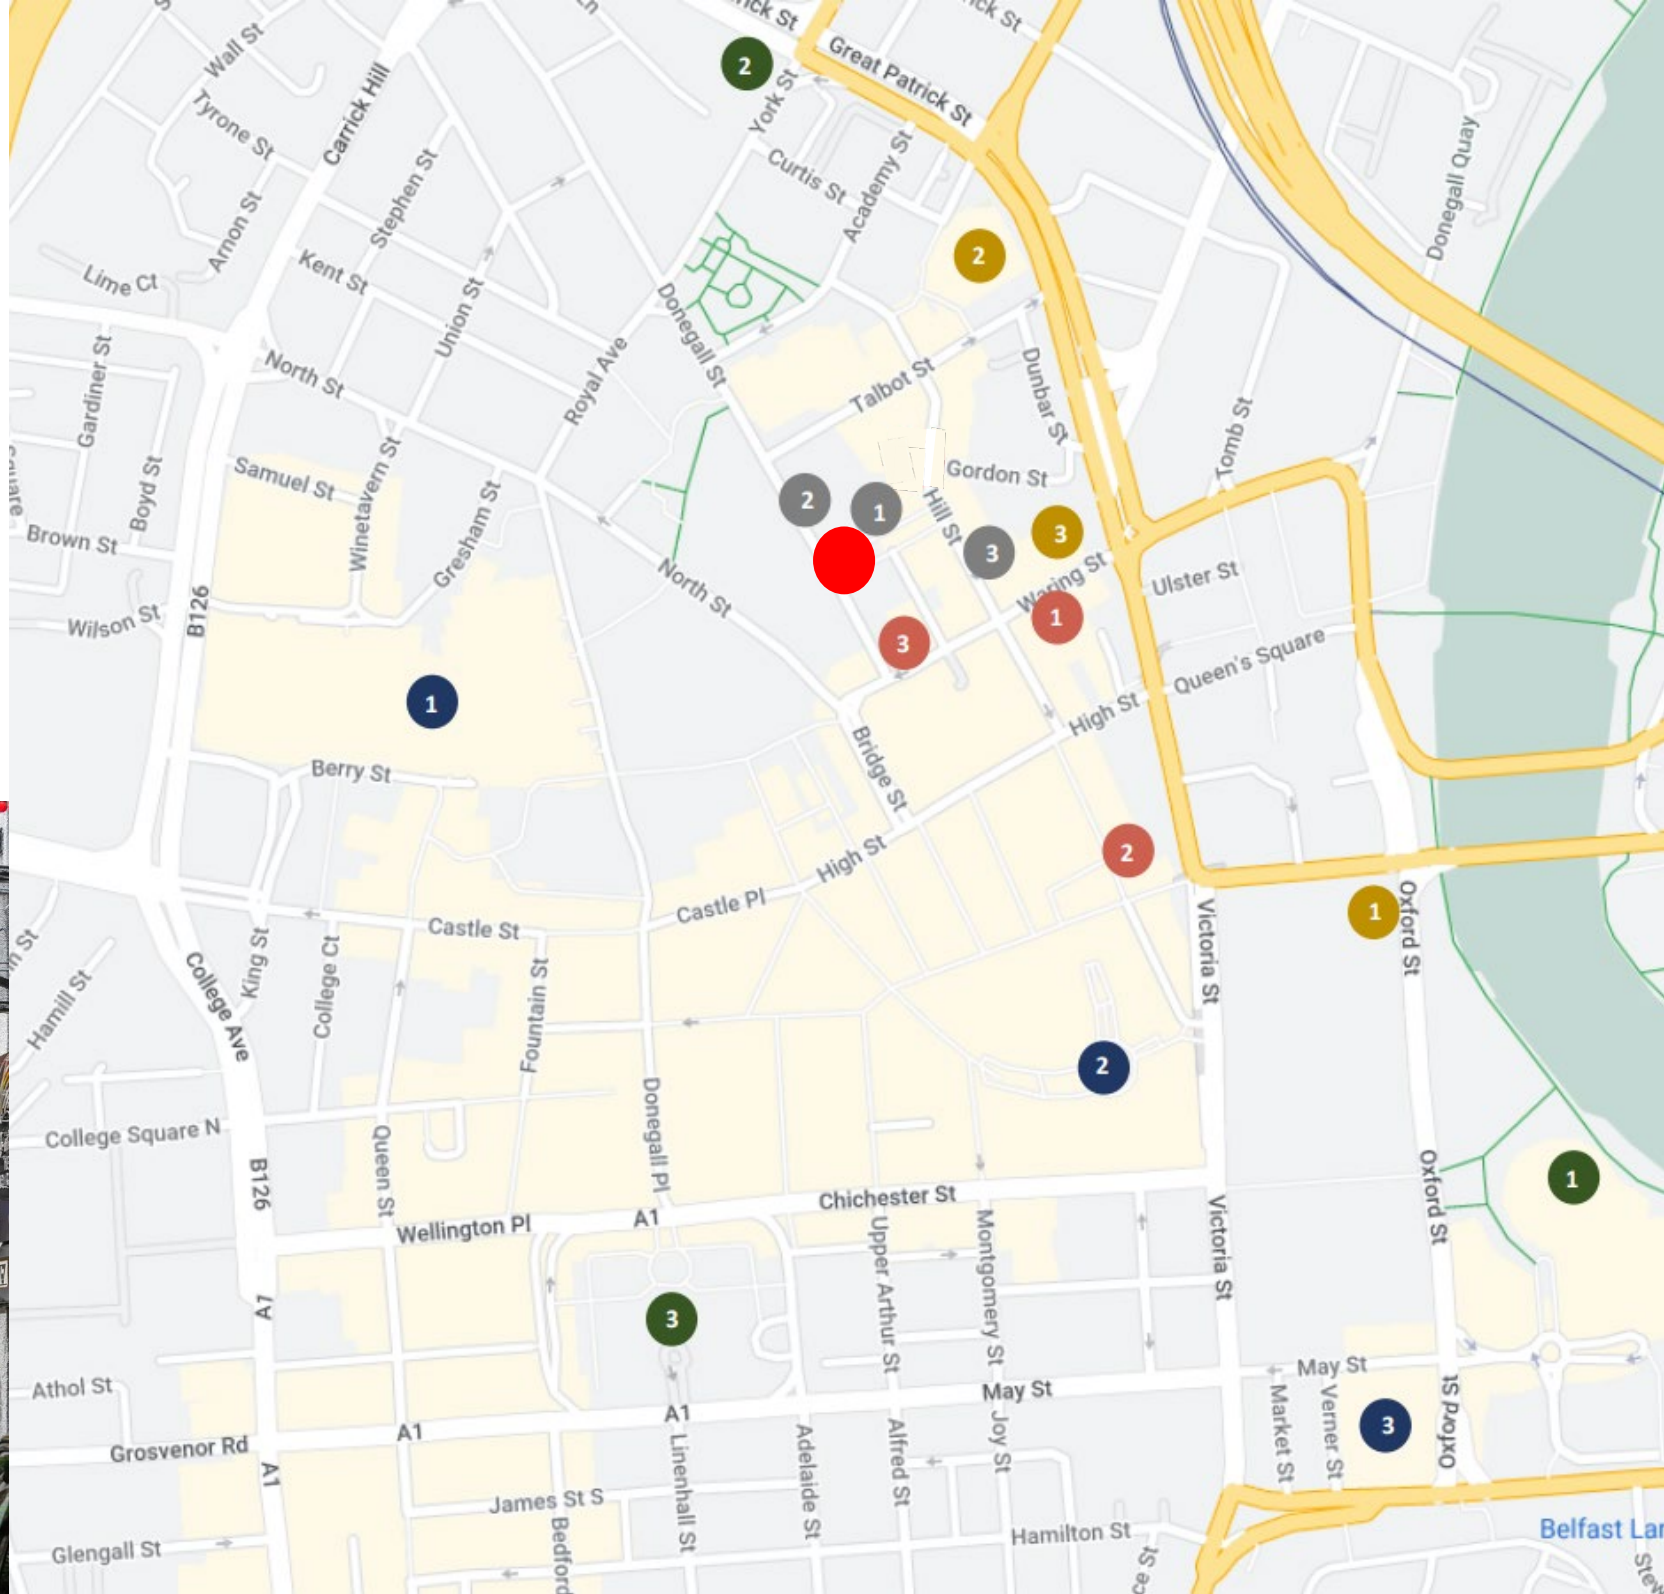 Great Patrick St
ick St
2
York St
Wall St
Tyrone St
Carrick Hill
Stephen St
Curtis St
Academy St
Donegall Quay
Arnon St
Lime Ct
Kent St
Union St
Donegall St
2
Gardiner St
North St
Royal Ave
Talbot St
Dunbar St
Tomb St
Square
Boyd St
Samuel St
Winetavern St
Gresham St
Gordon St
Hill St
2
1
3
3
Brown St
North St
Waring St
Ulster St
Wilson St
B126
1
3
Queen's Square
1
High St
Berry St
Bridge St
High St
2
Castle Pl
Castle St
1
Oxford St
Victoria St
King St
College Ct
College Ave
Fountain St
Hamill St
2
College Square N
Queen St
Donegall Pl
B126
Chichester St
1
Oxford St
Wellington Pl
A1
Upper Arthur St
Montgomery St
Victoria St
3
A1
May St
Athol St
May St
A1
A1
Grosvenor Rd
A1
Linenhall St
Adelaide St
Alfred St
Joy St
Market St
Verner St
3
Oxford St
James St S
Bedford
Hamilton St
Belfast Lar
Glengall St
ce St